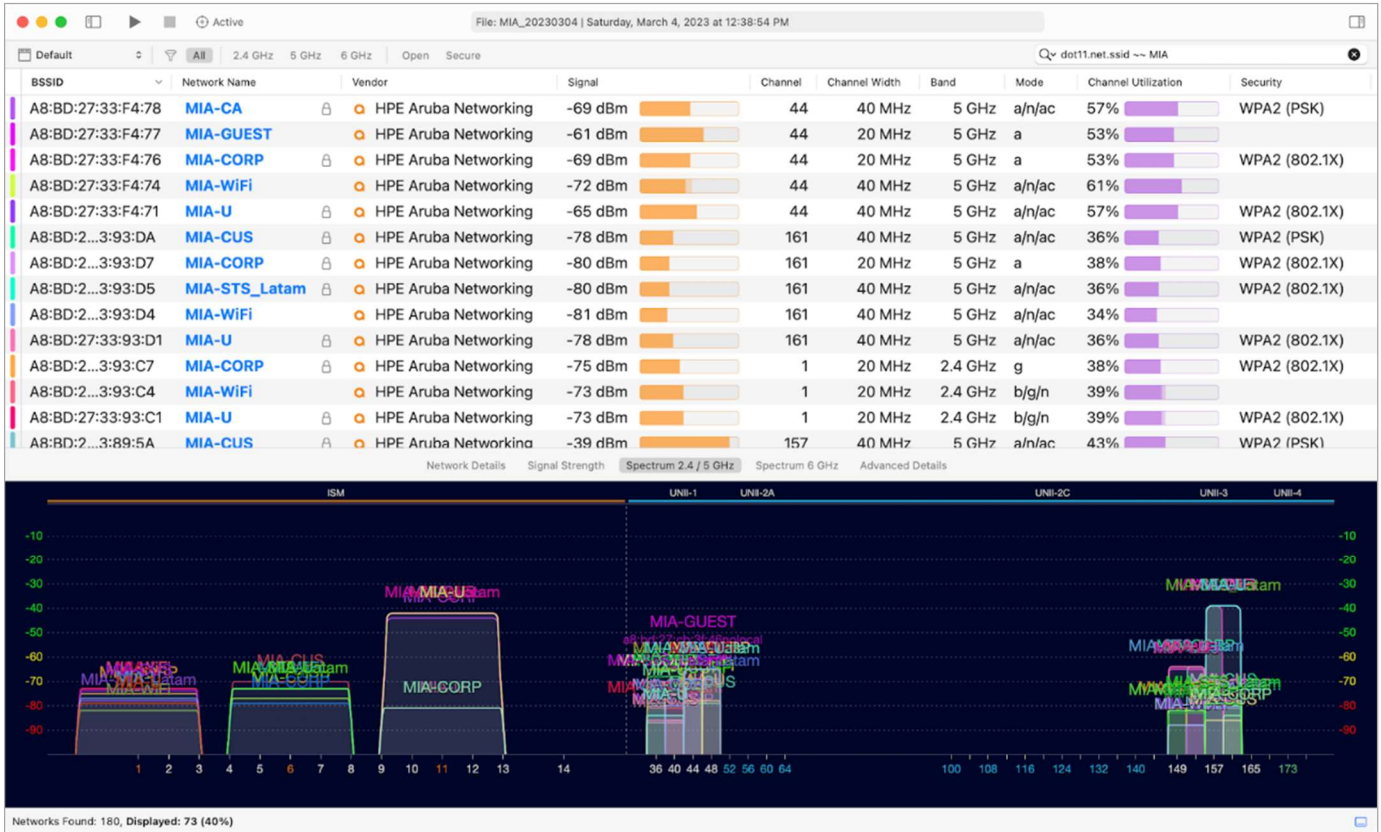 Active File: MIA_20230304 | Saturday, March 4, 2023 at 12:38:54 PM
Default All 2.4 GHz 5 GHz 6 GHz Open Secure dot11.net.ssid ~~ MIA
BSSID Network Name Vendor Signal Channel Channel Width Band Mode Channel Utilization Security
A8:BD:27:33:F4:78 MIA-CA HPE Aruba Networking -69 dBm 44 40 MHz 5 GHz a/n/ac 57% WPA2 (PSK)
A8:BD:27:33:F4:77 MIA-GUEST HPE Aruba Networking -61 dBm 44 20 MHz 5 GHz a 53%
A8:BD:27:33:F4:76 MIA-CORP HPE Aruba Networking -69 dBm 44 20 MHz 5 GHz a 53% WPA2 (802.1X)
A8:BD:27:33:F4:74 MIA-WiFi HPE Aruba Networking -72 dBm 44 40 MHz 5 GHz a/n/ac 61%
A8:BD:27:33:F4:71 MIA-U HPE Aruba Networking -65 dBm 44 40 MHz 5 GHz a/n/ac 57% WPA2 (802.1X)
A8:BD:2...3:93:DA MIA-CUS HPE Aruba Networking -78 dBm 161 40 MHz 5 GHz a/n/ac 36% WPA2 (PSK)
A8:BD:2...3:93:D7 MIA-CORP HPE Aruba Networking -80 dBm 161 20 MHz 5 GHz a 38% WPA2 (802.1X)
A8:BD:2...3:93:D5 MIA-STS_Latam HPE Aruba Networking -80 dBm 161 40 MHz 5 GHz a/n/ac 36% WPA2 (802.1X)
A8:BD:2...3:93:D4 MIA-WiFi HPE Aruba Networking -81 dBm 161 40 MHz 5 GHz a/n/ac 34%
A8:BD:27:33:93:D1 MIA-U HPE Aruba Networking -78 dBm 161 40 MHz 5 GHz a/n/ac 36% WPA2 (802.1X)
A8:BD:2...3:93:C7 MIA-CORP HPE Aruba Networking -75 dBm 1 20 MHz 2.4 GHz g 38% WPA2 (802.1X)
A8:BD:2...3:93:C4 MIA-WiFi HPE Aruba Networking -73 dBm 1 20 MHz 2.4 GHz b/g/n 39%
A8:BD:27:33:93:C1 MIA-U HPE Aruba Networking -73 dBm 1 20 MHz 2.4 GHz b/g/n 39% WPA2 (802.1X)
A8:BD:2...3:89:5A MIA-CUS HPE Aruba Networking -39 dBm 157 40 MHz 5 GHz a/n/ac 43% WPA2 (PSK)
Network Details Signal Strength Spectrum 2.4 / 5 GHz Spectrum 6 GHz Advanced Details
ISM UNII-1 UNII-2A UNII-2C UNII-3 UNII-4
-10 -10
-20 -20
-30 -30
MIA-U
-40 -40
MIA-GUEST
-50 -50
-60 -60
-70 -70
MIA-CORP
-80 -80
-90 -90
1 2 3 4 5 6 7 8 9 10 11 12 13 14 36 40 44 48 52 56 60 64 100 108 116 124 132 140 149 157 165 173
Networks Found: 180, Displayed: 73 (40%)